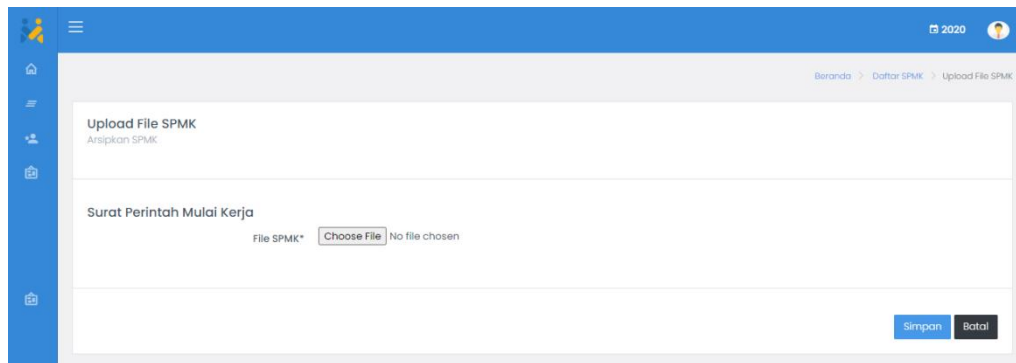 2020
Beranda > Daftar SPMK > Upload File SPMK
Upload File SPMK
Arsipkan SPMK
Surat Perintah Mulai Kerja
File SPMK* Choose File No file chosen
Simpan Batal